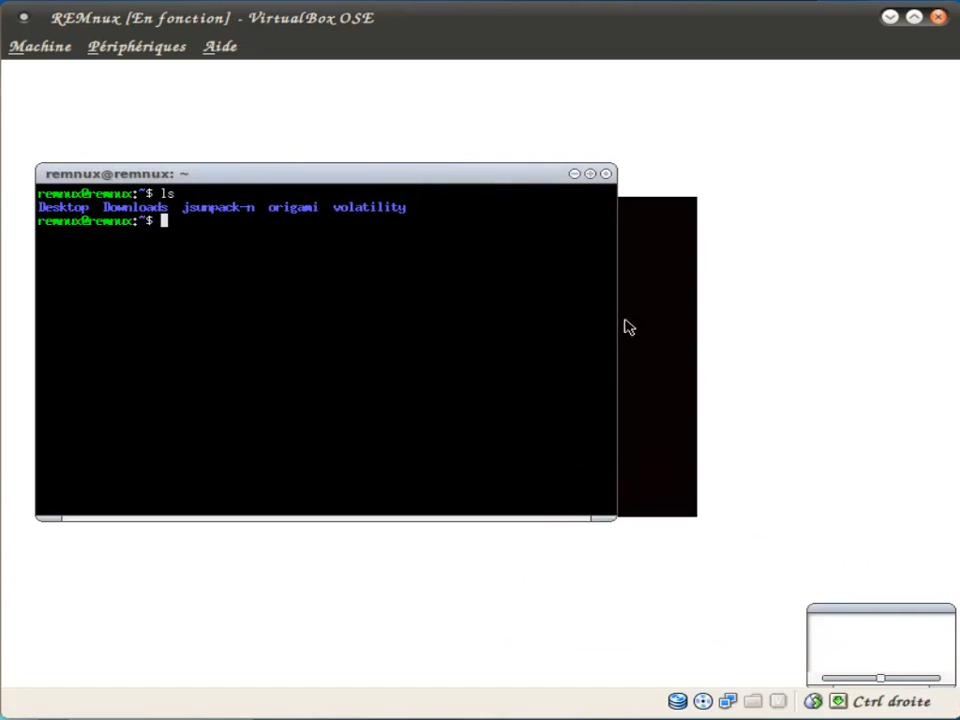 REMnux [En fonction] - VirtualBox OSE
Machine Périphériques Aide
remnux@remnux: ~
remnux@remnux:~$ ls
Desktop Downloads jsunpack-n origami volatility
remnux@remnux:~$
Ctrl droite